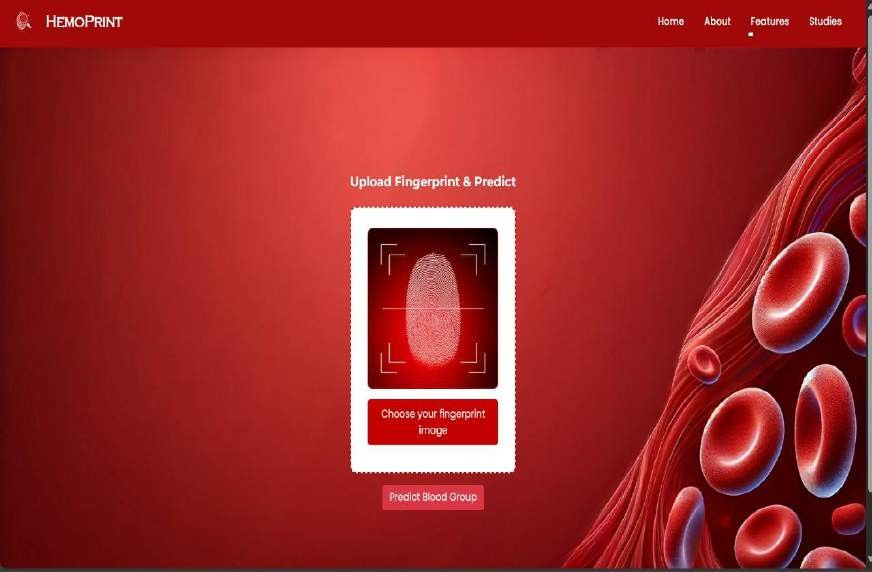 HEMOPRINT
Home
About
Features
Studies
Upload Fingerprint & Predict
Choose your fingerprint
image
Predict Blood Group